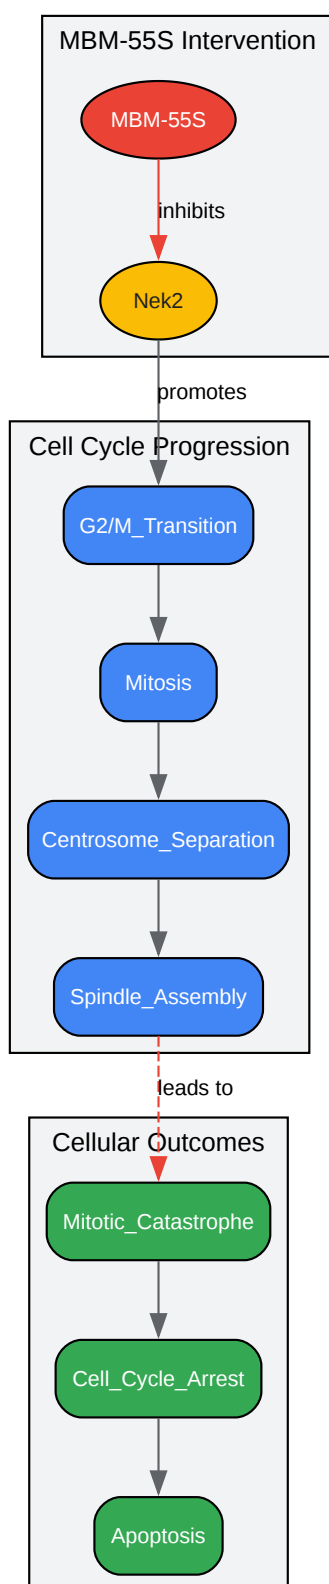 MBM-55S Intervention
MBM-55S
inhibits
Nek2
promotes
Cell Cycle Progression
G2/M_Transition
Mitosis
Centrosome_Separation
Spindle_Assembly
leads to
Cellular Outcomes
Mitotic_Catastrophe
Cell_Cycle_Arrest
Apoptosis